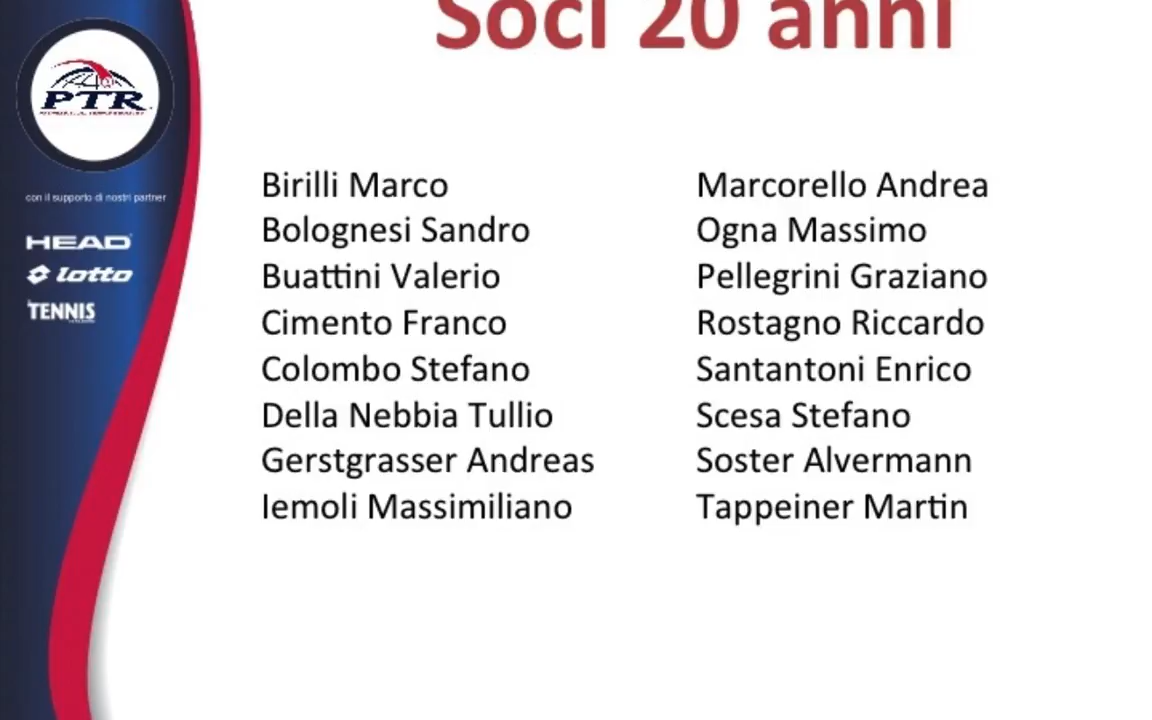 Soci 20 anni
PTR
con il supporto di nostri partner
HEAD
lotto
TENNIS
Birilli Marco
Bolognesi Sandro
Buattini Valerio
Cimento Franco
Colombo Stefano
Della Nebbia Tullio
Gerstgrasser Andreas
Iemoli Massimiliano
Marcorello Andrea
Ogna Massimo
Pellegrini Graziano
Rostagno Riccardo
Santantoni Enrico
Scesa Stefano
Soster Alvermann
Tappeiner Martin